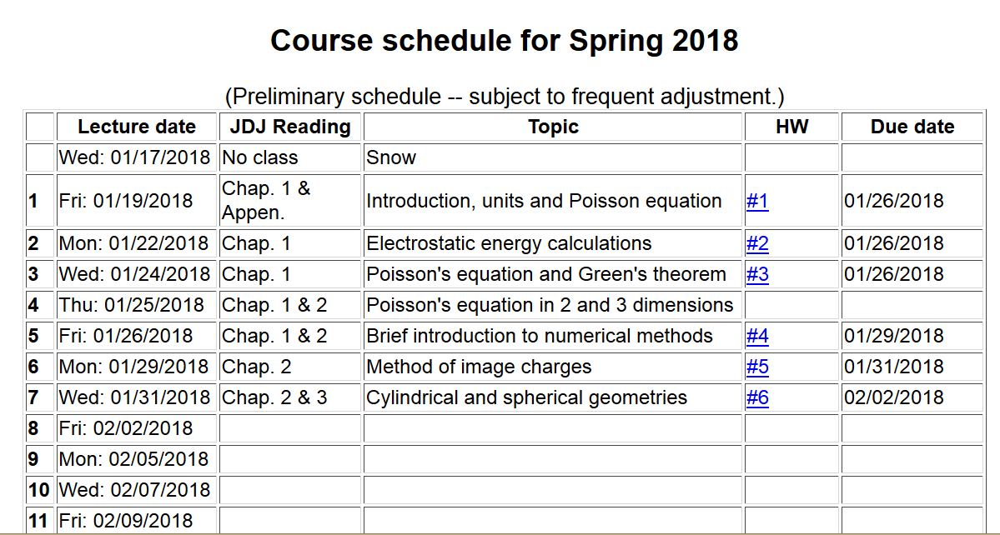 Course schedule for Spring 2018
(Preliminary schedule -- subject to frequent adjustment.)
Lecture date JDJ Reading Topic HW Due date
Wed: 01/17/2018 No class Snow
1 Fri: 01/19/2018 Chap. 1 & Appen. Introduction, units and Poisson equation #1 01/26/2018
2 Mon: 01/22/2018 Chap. 1 Electrostatic energy calculations #2 01/26/2018
3 Wed: 01/24/2018 Chap. 1 Poisson's equation and Green's theorem #3 01/26/2018
4 Thu: 01/25/2018 Chap. 1 & 2 Poisson's equation in 2 and 3 dimensions
5 Fri: 01/26/2018 Chap. 1 & 2 Brief introduction to numerical methods #4 01/29/2018
6 Mon: 01/29/2018 Chap. 2 Method of image charges #5 01/31/2018
7 Wed: 01/31/2018 Chap. 2 & 3 Cylindrical and spherical geometries #6 02/02/2018
8 Fri: 02/02/2018
9 Mon: 02/05/2018
10 Wed: 02/07/2018
11 Fri: 02/09/2018